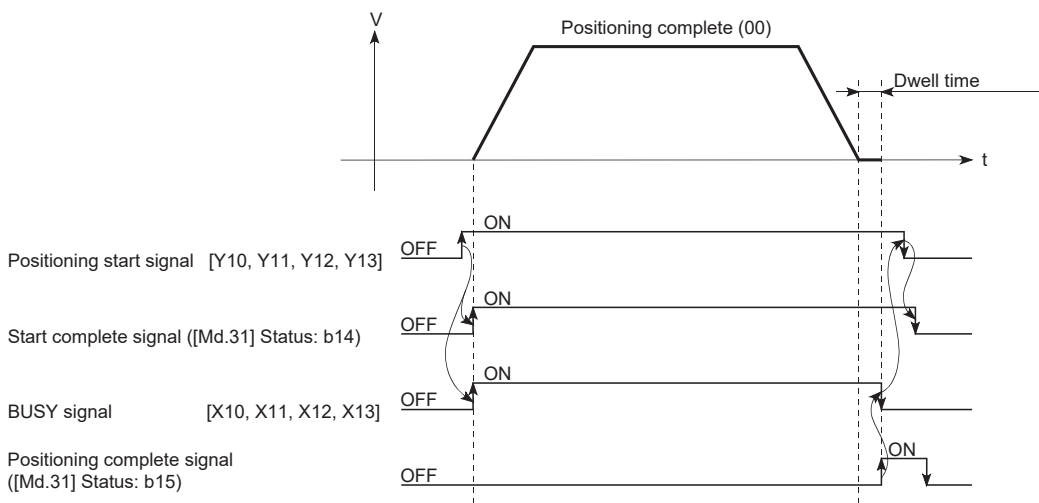 V
Positioning complete (00)
Dwell time
t
ON
OFF
Positioning start signal [Y10, Y11, Y12, Y13]
ON
OFF
Start complete signal ([Md.31] Status: b14)
ON
OFF
BUSY signal [X10, X11, X12, X13]
ON
Positioning complete signal
([Md.31] Status: b15)
OFF